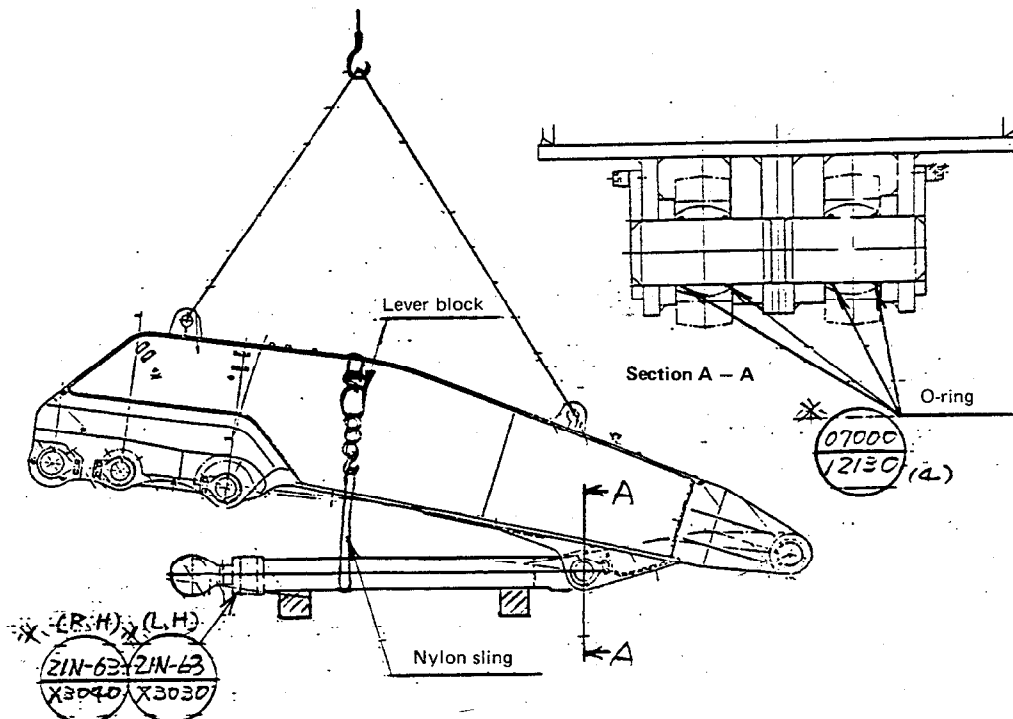 Lever block
Section A – A
O-ring
07000
12130 (4)
A
A
Nylon sling
(R.H) (L.H)
21N-63 21N-63
X3040 X3030